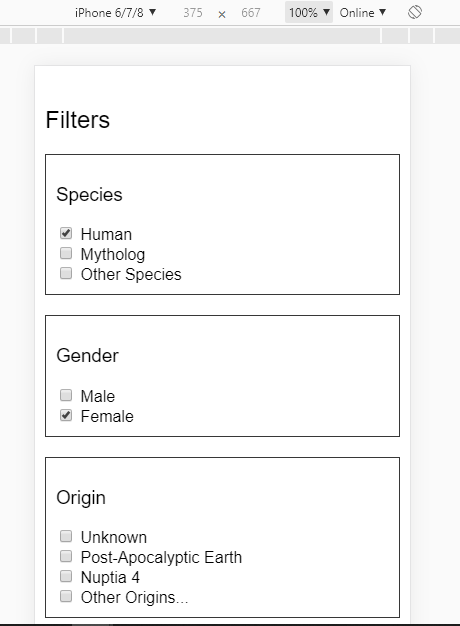 iPhone 6/7/8 ▼ 375 × 667 100% ▼ Online ▼
Filters
Species
Human
Motholog
Other Species
Gender
Male
Female
Origin
Unknown
Post-Apocalyptic Earth
Nuptia 4
Other Origins...